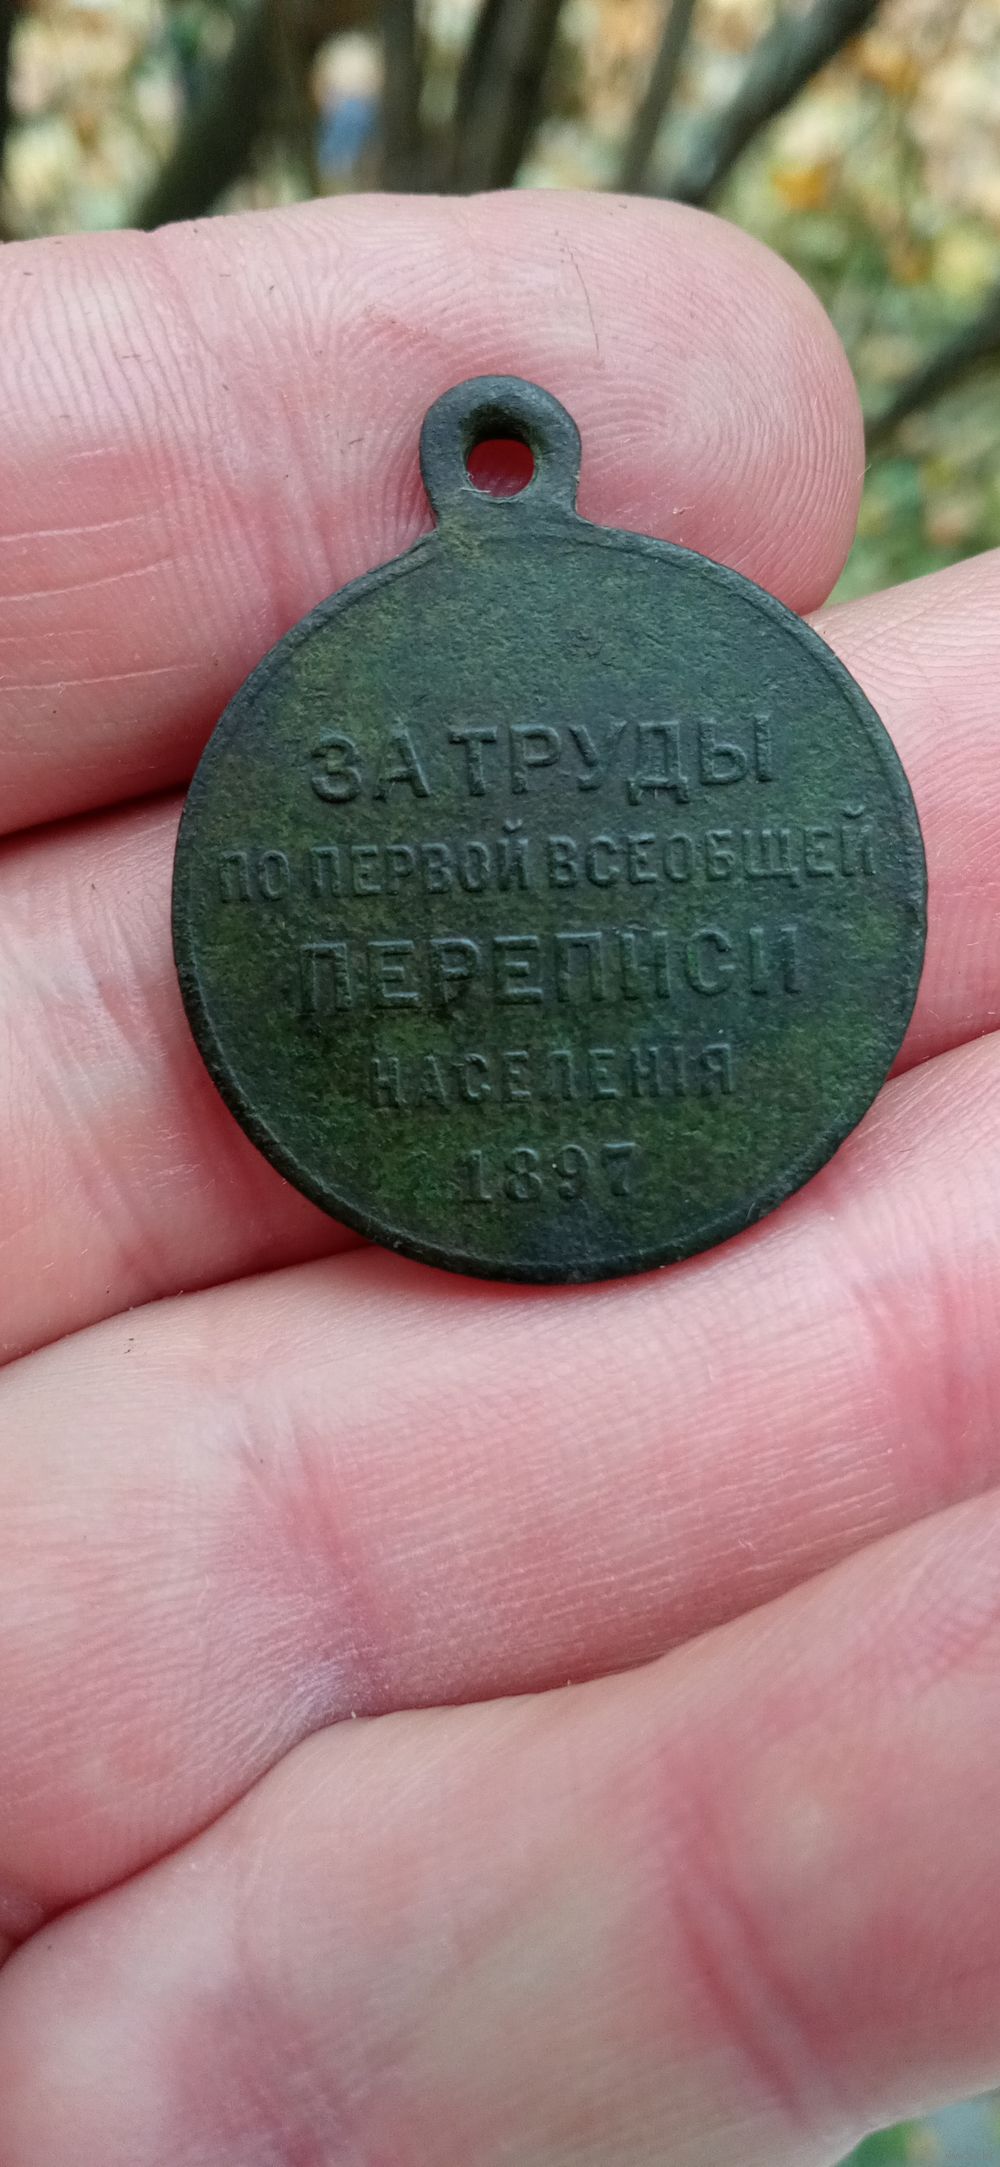 ЗА ТРУДЫ
ПО ПЕРВОЙ ВСЕОБЩЕЙ
ПЕРЕПИСИ
НАСЕЛЕНІЯ
1897